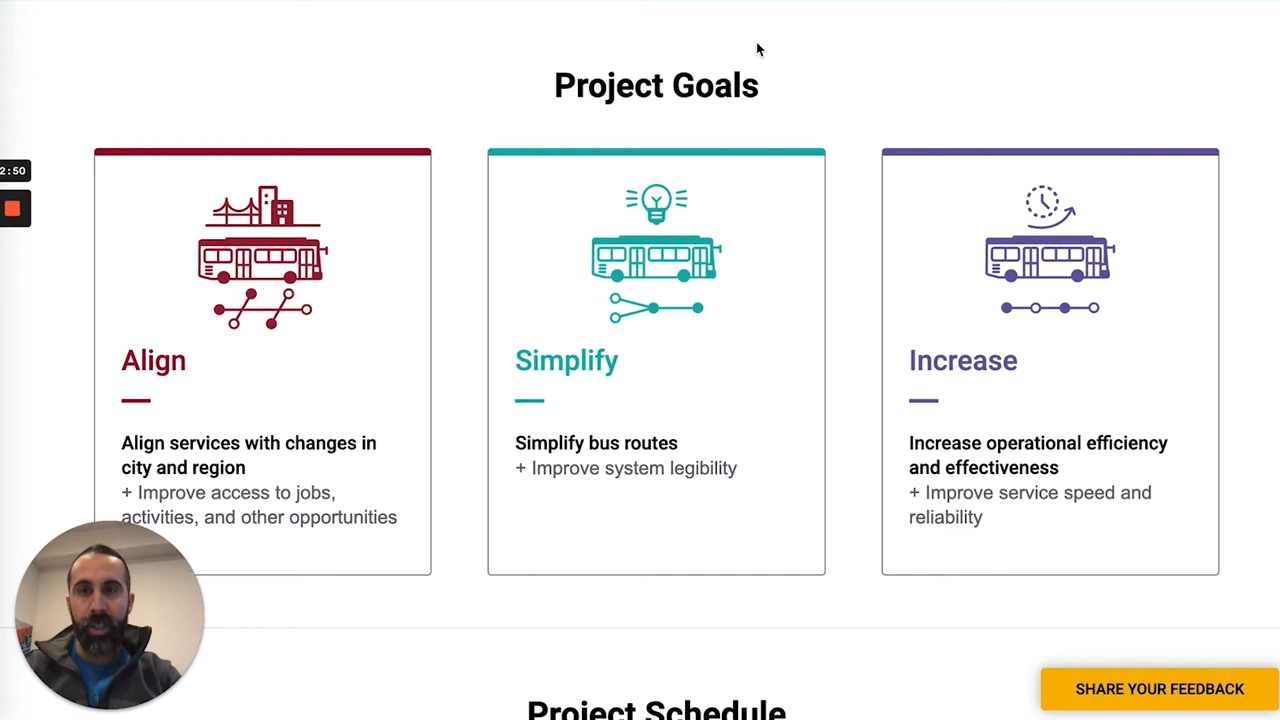 Project Goals
2:50
Align
Align services with changes in
city and region
+ Improve access to jobs,
activities, and other opportunities
Simplify
Simplify bus routes
+ Improve system legibility
Increase
Increase operational efficiency
and effectiveness
+ Improve service speed and
reliability
SHARE YOUR FEEDBACK
Project Schedule